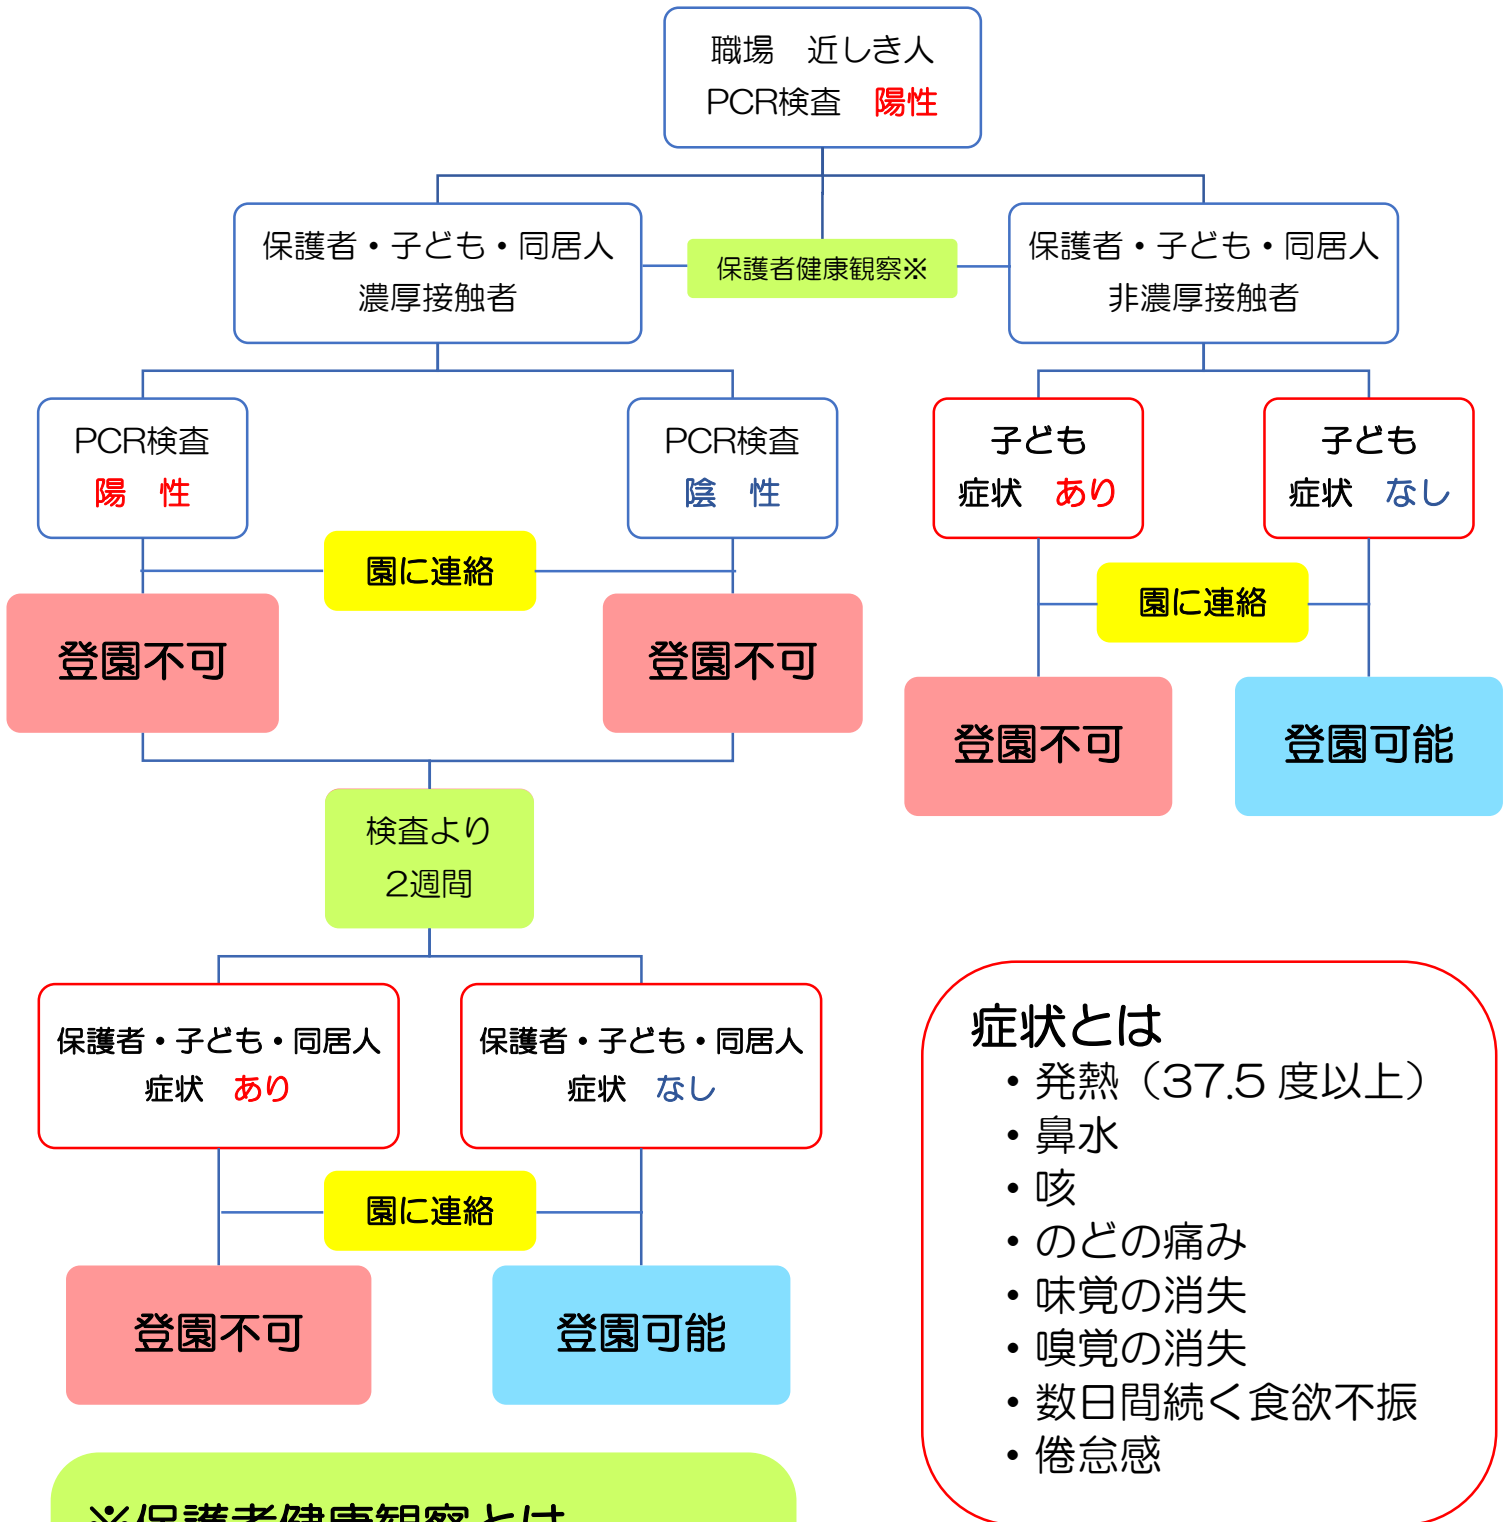 職場　近しき人
PCR検査　陽性
保護者・子ども・同居人
濃厚接触者
保護者健康観察※
保護者・子ども・同居人
非濃厚接触者
PCR検査
陽　性
PCR検査
陰　性
子ども
症状　あり
子ども
症状　なし
園に連絡
園に連絡
登園不可
登園不可
登園不可
登園可能
検査より
2週間
保護者・子ども・同居人
症状　あり
保護者・子ども・同居人
症状　なし
園に連絡
登園不可
登園可能
症状とは
・発熱（37.5 度以上）
・鼻水
・咳
・のどの痛み
・味覚の消失
・嗅覚の消失
・数日間続く食欲不振
・倦怠感
※保護者健康観察とは